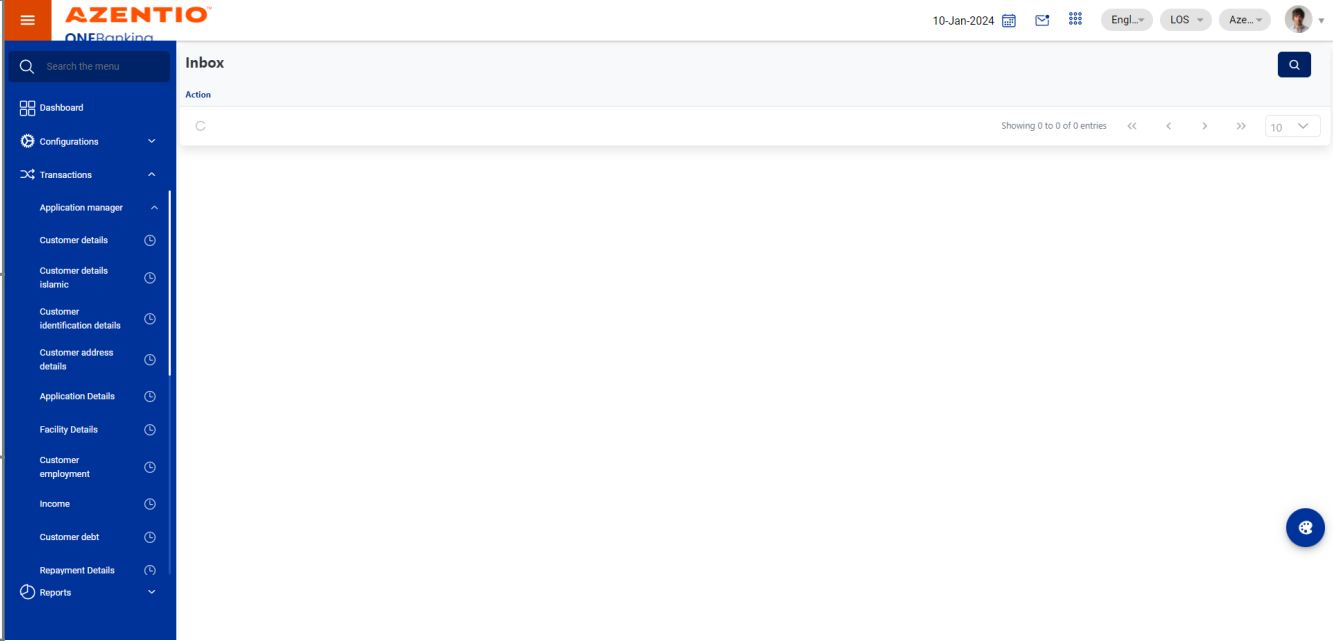 AZENTIO™
ONEBanking
10-Jan-2024
Engl...
LOS
Aze...
Search the menu
Dashboard
Configurations
Transactions
Application manager
Customer details
Customer details
islamic
Customer
identification details
Customer address
details
Application Details
Facility Details
Customer
employment
Income
Customer debt
Repayment Details
Reports
Inbox
Action
Showing 0 to 0 of 0 entries
10